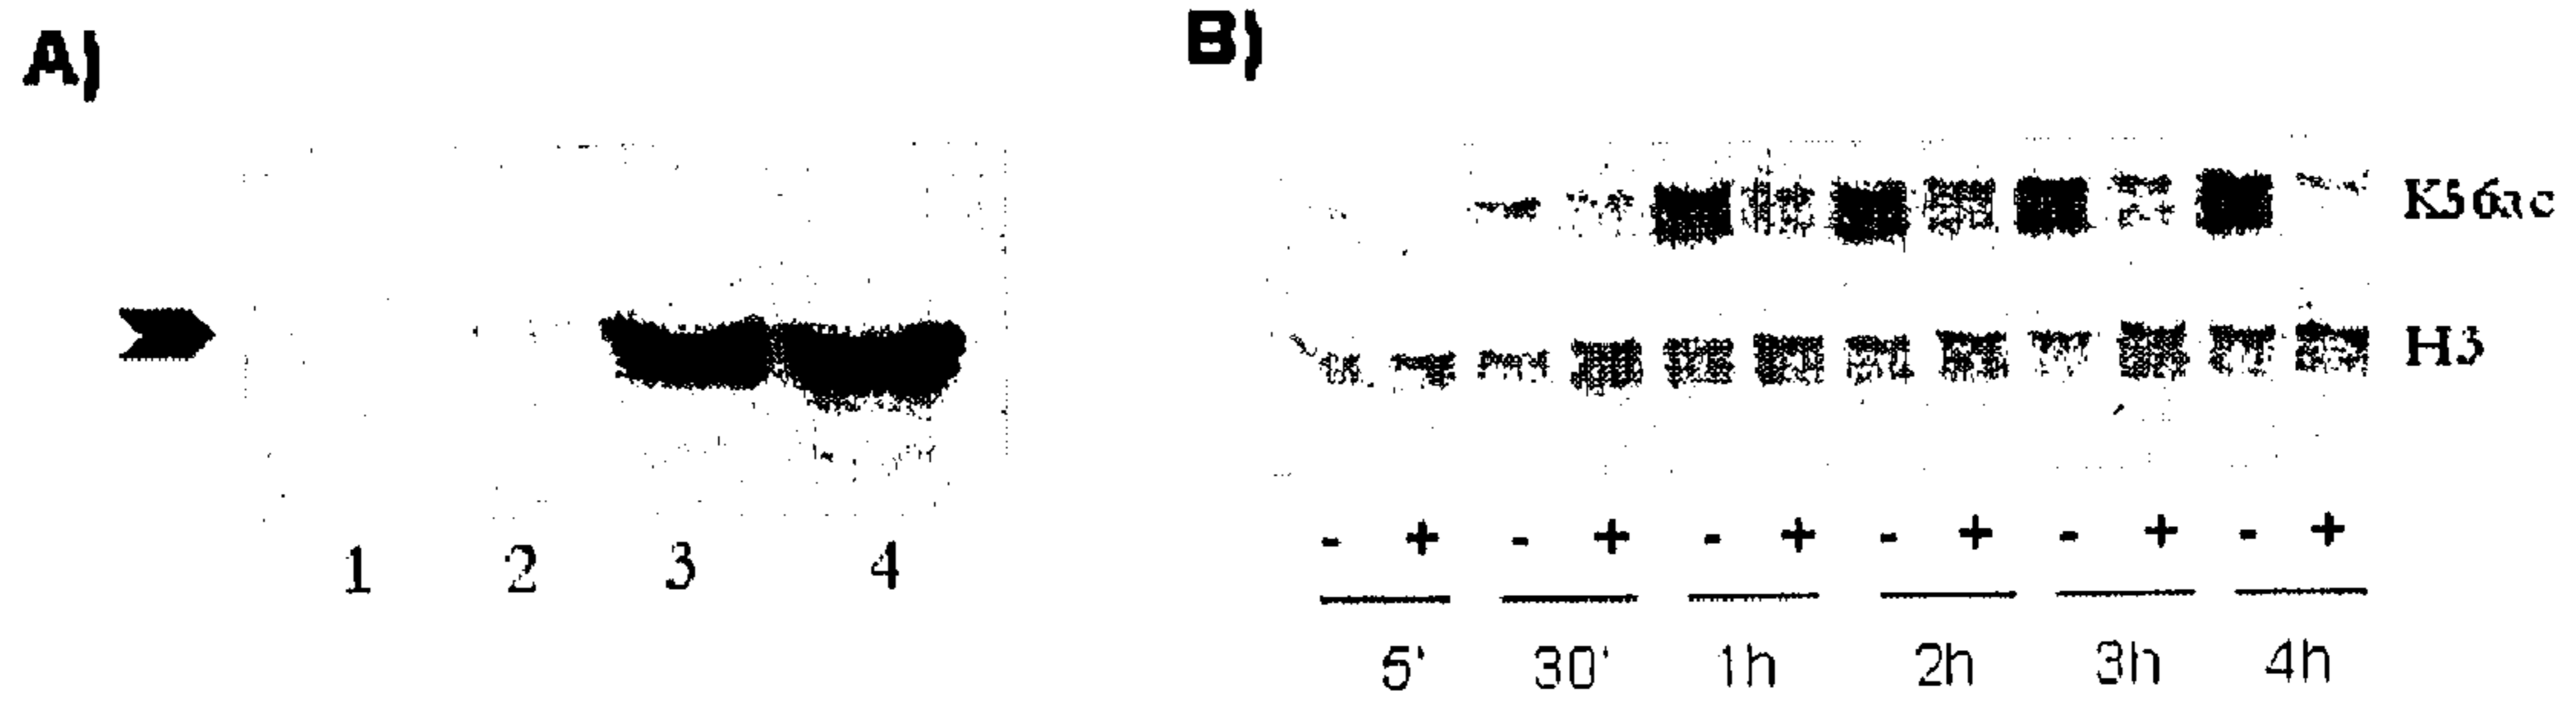 A)
1 2 3 4
B)
K56ac
H3
- + - + - + - + - + - +
5' 30' 1h 2h 3h 4h